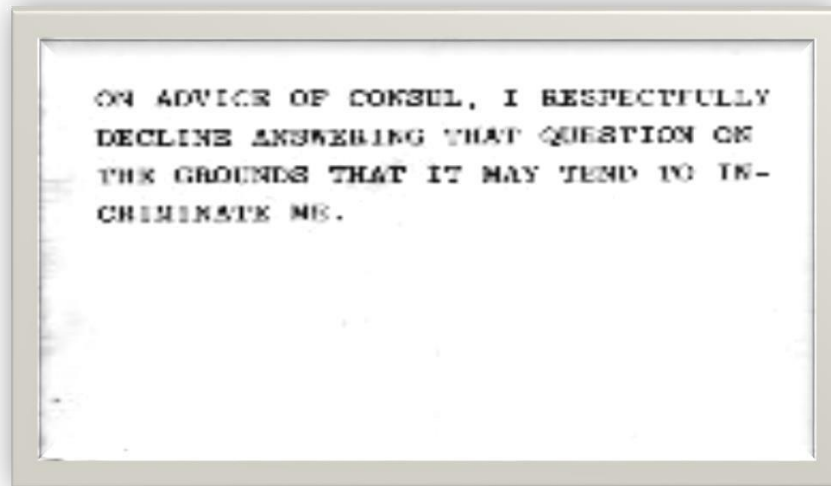 ON ADVICE OF CONSUL, I RESPECTFULLY
DECLINE ANSWERING THAT QUESTION ON
THE GROUNDS THAT IT MAY TEND TO IN-
CRIMINATE ME.